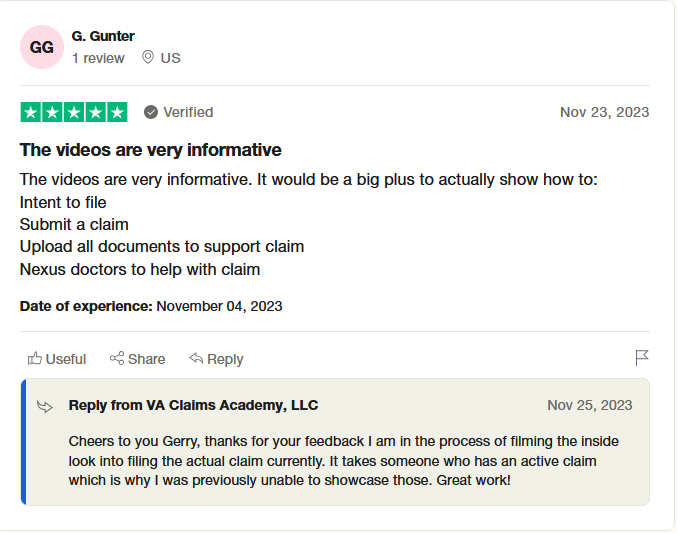 GG
G. Gunter
1 review US
Verified
Nov 23, 2023
The videos are very informative
The videos are very informative. It would be a big plus to actually show how to:
Intent to file
Submit a claim
Upload all documents to support claim
Nexus doctors to help with claim
Date of experience: November 04, 2023
Useful Share Reply
Reply from VA Claims Academy, LLC
Nov 25, 2023
Cheers to you Gerry, thanks for your feedback I am in the process of filming the inside
look into filing the actual claim currently. It takes someone who has an active claim
which is why I was previously unable to showcase those. Great work!